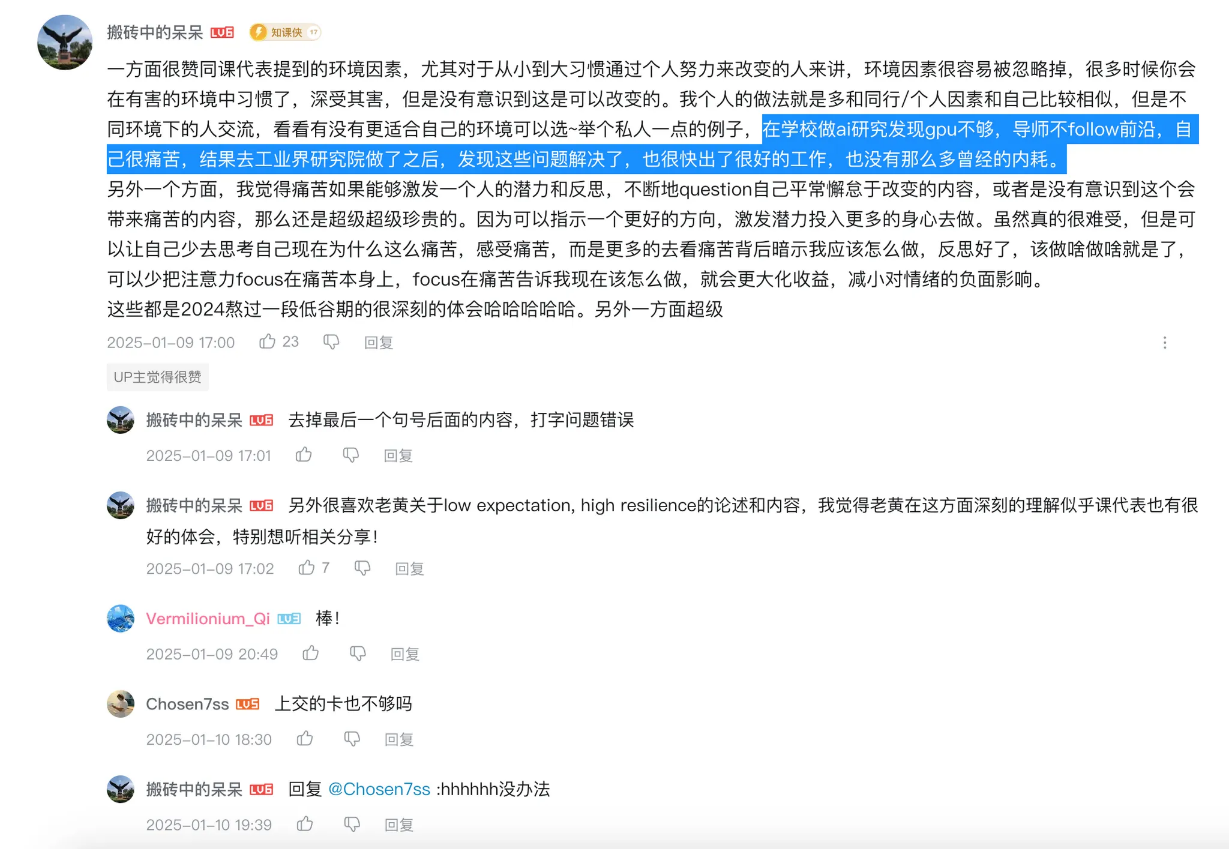 搬砖中的呆呆 LV6 知课侠 17
一方面很赞同课代表提到的环境因素，尤其对于从小到大习惯通过个人努力来改变的人来讲，环境因素很容易被忽略掉，很多时候你会
在有害的环境中习惯了，深受其害，但是没有意识到这是可以改变的。我个人的做法就是多和同行/个人因素和自己比较相似，但是不
同环境下的人交流，看看有没有更适合自己的环境可以选~举个私人一点的例子，在学校做ai研究发现gpu不够，导师不follow前沿，自
己很痛苦，结果去工业界研究院做了之后，发现这些问题解决了，也很快出了很好的工作，也没有那么多曾经的内耗。
另外一个方面，我觉得痛苦如果能够激发一个人的潜力和反思，不断地question自己平常懈怠于改变的内容，或者是没有意识到这个会
带来痛苦的内容，那么还是超级超级珍贵的。因为可以指示一个更好的方向，激发潜力投入更多的身心去做。虽然真的很难受，但是可
以让自己少去思考自己现在为什么这么痛苦，感受痛苦，而是更多的去看痛苦背后暗示我应该怎么做，反思好了，该做啥做啥就是了，
可以少把注意力focus在痛苦本身上，focus在痛苦告诉我现在该怎么做，就会更大化收益，减小对情绪的负面影响。
这些都是2024熬过一段低谷期的很深刻的体会哈哈哈哈哈。另外一方面超级
2025-01-09 17:00 23 回复
UP主觉得很赞
搬砖中的呆呆 LV6 去掉最后一个句号后面的内容，打字问题错误
2025-01-09 17:01 回复
搬砖中的呆呆 LV6 另外很喜欢老黄关于low expectation, high resilience的论述和内容，我觉得老黄在这方面深刻的理解似乎课代表也有很
好的体会，特别想听相关分享！
2025-01-09 17:02 7 回复
Vermilionium_Qi LV3 棒！
2025-01-09 20:49 回复
Chosen7ss LV5 上交的卡也不够吗
2025-01-10 18:30 回复
搬砖中的呆呆 LV6 回复 @Chosen7ss :hhhhhh没办法
2025-01-10 19:39 回复